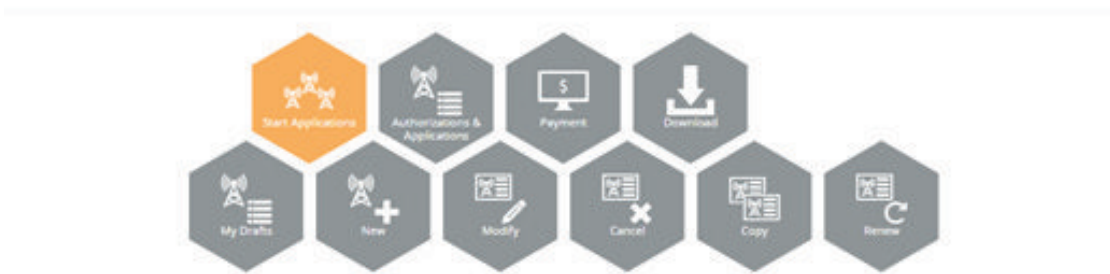 Start Applications
Authorizations &
Applications
$
Payment
Download
My Drafts
New
Modify
Cancel
Copy
Renew